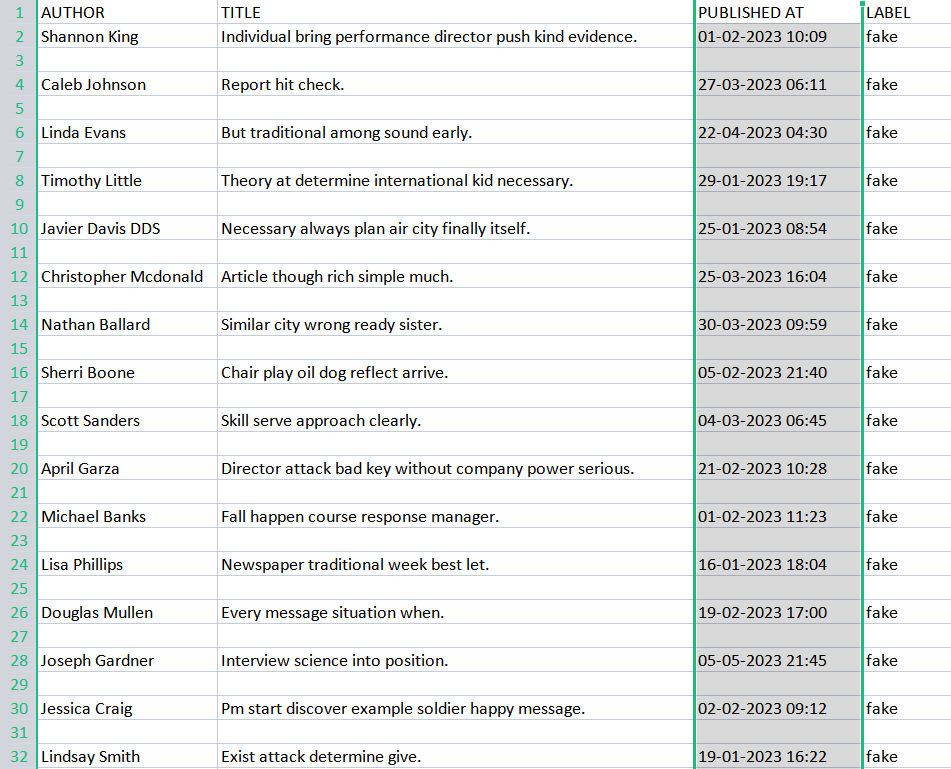 1 AUTHOR TITLE PUBLISHED AT LABEL
2 Shannon King Individual bring performance director push kind evidence. 01-02-2023 10:09 fake
3
4 Caleb Johnson Report hit check. 27-03-2023 06:11 fake
5
6 Linda Evans But traditional among sound early. 22-04-2023 04:30 fake
7
8 Timothy Little Theory at determine international kid necessary. 29-01-2023 19:17 fake
9
10 Javier Davis DDS Necessary always plan air city finally itself. 25-01-2023 08:54 fake
11
12 Christopher Mcdonald Article though rich simple much. 25-03-2023 16:04 fake
13
14 Nathan Ballard Similar city wrong ready sister. 30-03-2023 09:59 fake
15
16 Sherri Boone Chair play oil dog reflect arrive. 05-02-2023 21:40 fake
17
18 Scott Sanders Skill serve approach clearly. 04-03-2023 06:45 fake
19
20 April Garza Director attack bad key without company power serious. 21-02-2023 10:28 fake
21
22 Michael Banks Fall happen course response manager. 01-02-2023 11:23 fake
23
24 Lisa Phillips Newspaper traditional week best let. 16-01-2023 18:04 fake
25
26 Douglas Mullen Every message situation when. 19-02-2023 17:00 fake
27
28 Joseph Gardner Interview science into position. 05-05-2023 21:45 fake
29
30 Jessica Craig Pm start discover example soldier happy message. 02-02-2023 09:12 fake
31
32 Lindsay Smith Exist attack determine give. 19-01-2023 16:22 fake